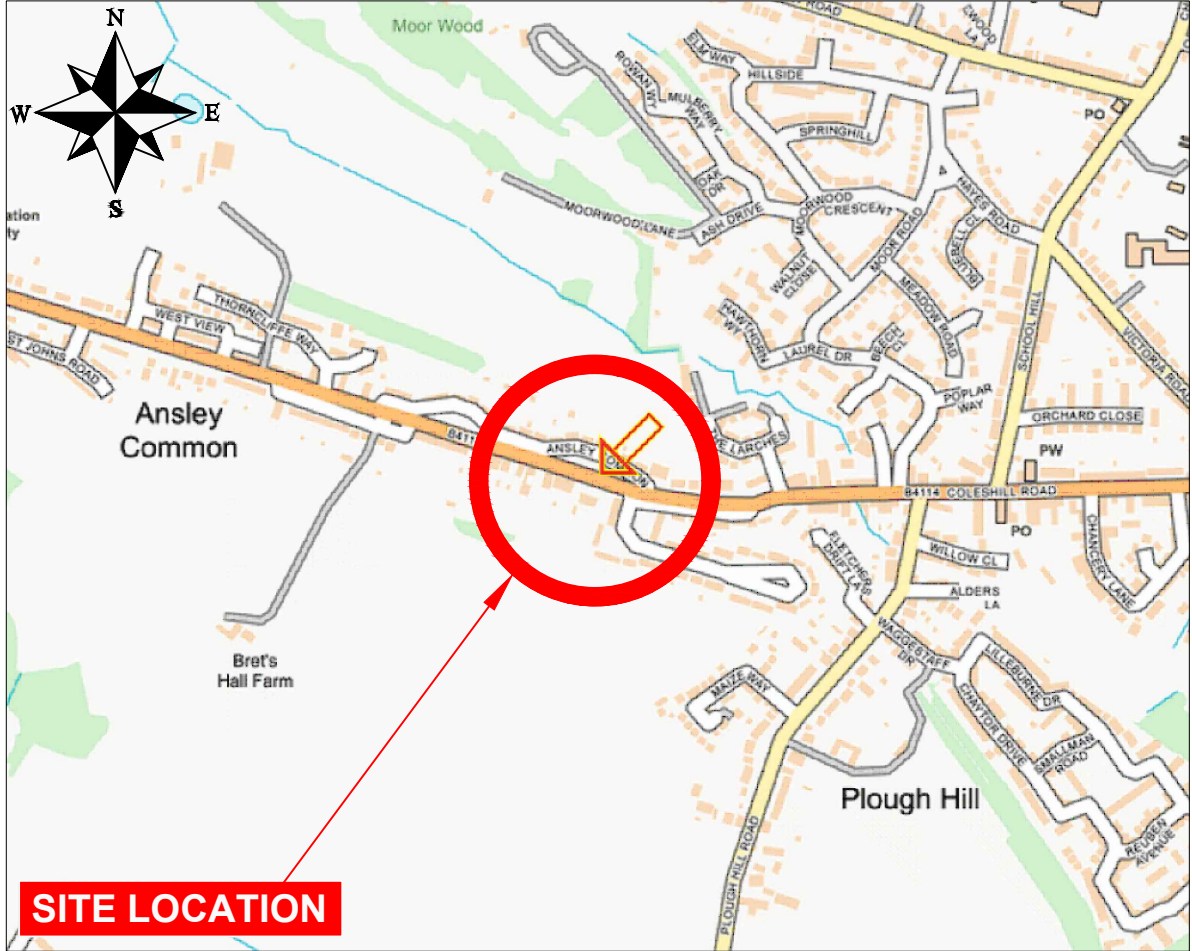 N
W
E
S
Moor Wood
ROAD
ELM WAY
HILLSIDE
ROWAN WY
MULBERRY
WAY
SPRINGHILL
PO
OAK
DR
MOORWOOD LANE
ASH DRIVE
MOORWOOD
CRESCENT
HAYES ROAD
BLUEBELL CL
MOOR ROAD
WALNUT
CLOSE
MEADOW ROAD
SCHOOL HILL
VICTORIA ROAD
HAWTHORN
WY
LAUREL DR
BEECH
CL
POPLAR
WAY
ORCHARD CLOSE
WEST VIEW
THORNCLIFFE WAY
ST JOHNS ROAD
Ansley
Common
B411
ANSLEY
LARCHES
PW
B4114 COLESHILL ROAD
PO
CHANCERY LANE
FLETCHERS
DRIFT LA
WILLOW CL
ALDERS
LA
Bret's
Hall Farm
WAGGESTAFF
DR
LILLEBURNE DR
MAIZE WAY
CHAYTOR DRIVE
SMALLMAN
ROAD
Plough Hill
REUBEN
AVENUE
PLOUGH HILL ROAD
SITE LOCATION